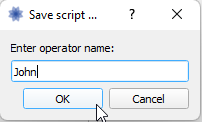 Save script ... ?
Enter operator name:
John
OK Cancel